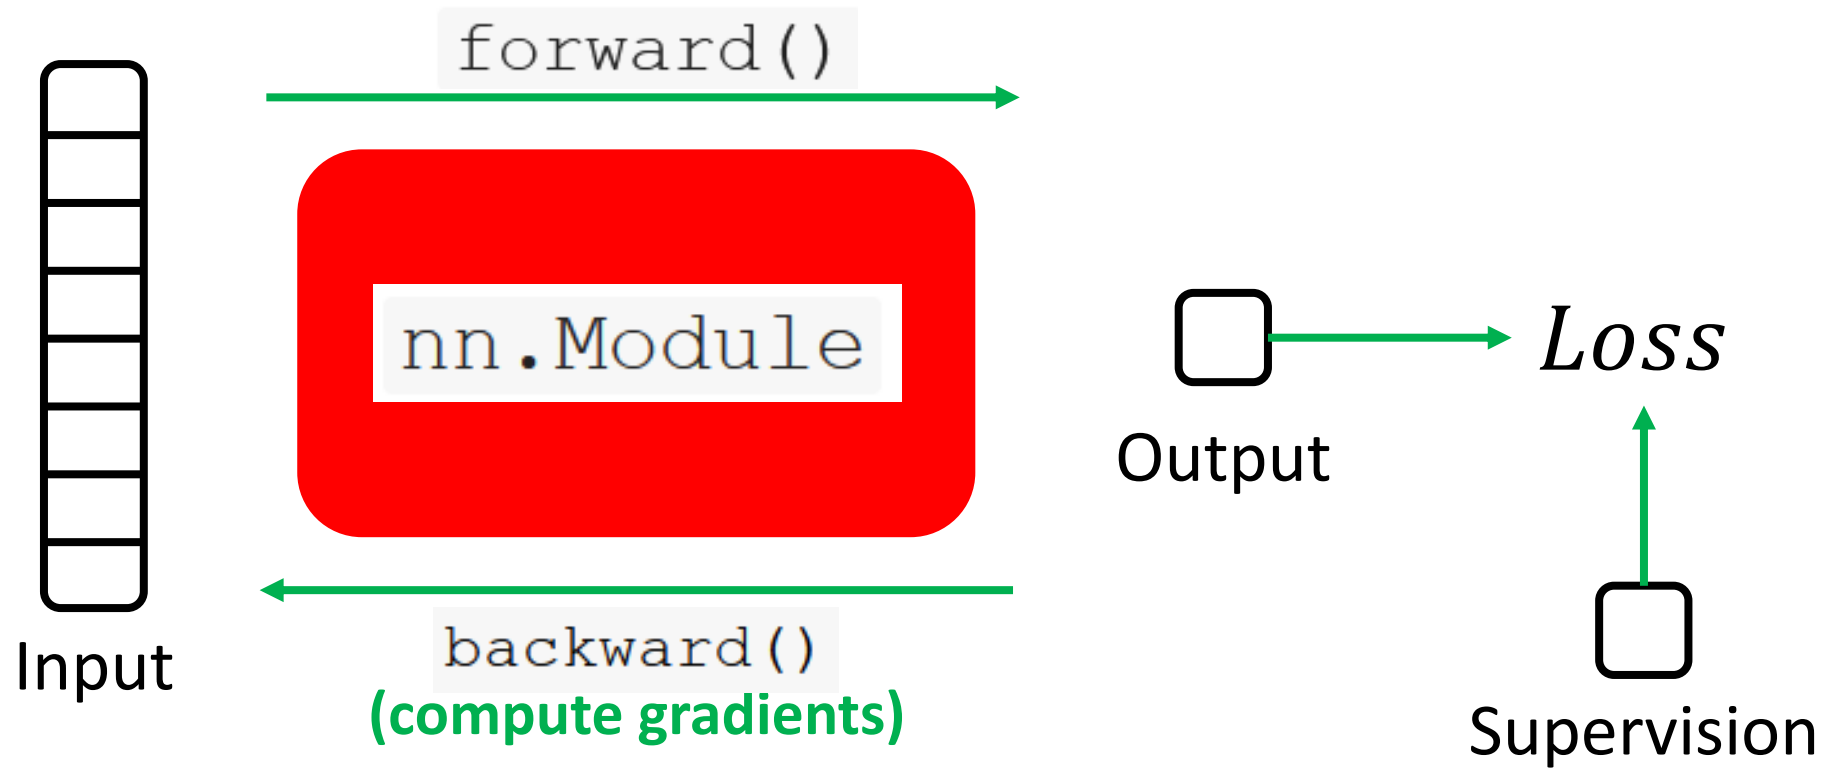 forward()
nn.Module
Loss
Output
backward()
Input
(compute gradients)
Supervision